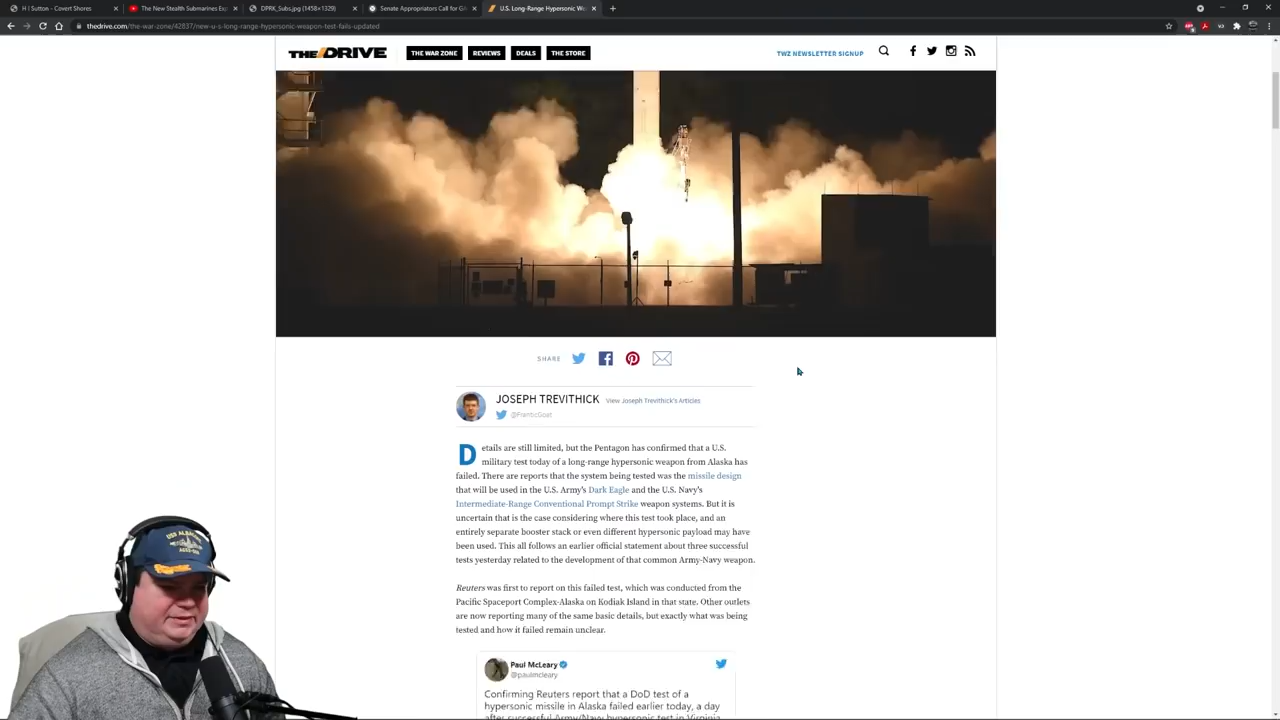 H I Sutton - Covert Shores
The New Stealth Submarines Ex
DPRK_Subs.jpg (1458×1329)
Senate Appropriators Call for
U.S. Long-Range Hypersonic
thedrive.com/the-war-zone/42837/new-u-s-long-range-hypersonic-weapon-test-fails-updated
THE/DRIVE
THE WAR ZONE
REVIEWS
DEALS
THE STORE
TWZ NEWSLETTER SIGNUP
SHARE
JOSEPH TREVITHICK View Joseph Trevithick's Articles
@FranticGoat
Details are still limited, but the Pentagon has confirmed that a U.S.
military test today of a long-range hypersonic weapon from Alaska has
failed. There are reports that the system being tested was the missile design
that will be used in the U.S. Army's Dark Eagle and the U.S. Navy's
Intermediate-Range Conventional Prompt Strike weapon systems. But it is
uncertain that is the case considering where this test took place, and an
entirely separate booster stack or even different hypersonic payload may have
been used. This all follows an earlier official statement about three successful
tests yesterday related to the development of that common Army-Navy weapon.
Reuters was first to report on this failed test, which was conducted from the
Pacific Spaceport Complex-Alaska on Kodiak Island in that state. Other outlets
are now reporting many of the same basic details, but exactly what was being
tested and how it failed remain unclear.
Paul McLeary
@paulmcleary
Confirming Reuters report that a DoD test of a
hypersonic missile in Alaska failed earlier today, a day
after successful Army/Navy hypersonic test in Virginia
USS ALBANY